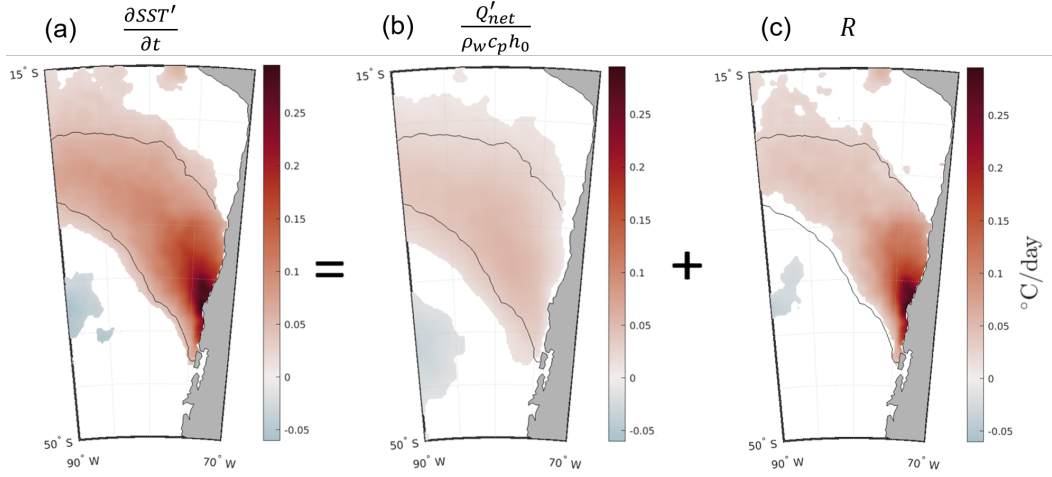 (a) ∂SST′/∂t
(b) Q′net/ρwcph0
(c) R
15° S
50° S
90° W
70° W
0.25
0.2
0.15
0.1
0.05
0
-0.05
=
15° S
50° S
90° W
70° W
0.25
0.2
0.15
0.1
0.05
0
-0.05
+
15° S
50° S
90° W
70° W
0.25
0.2
0.15
0.1
0.05
0
-0.05
°C/day